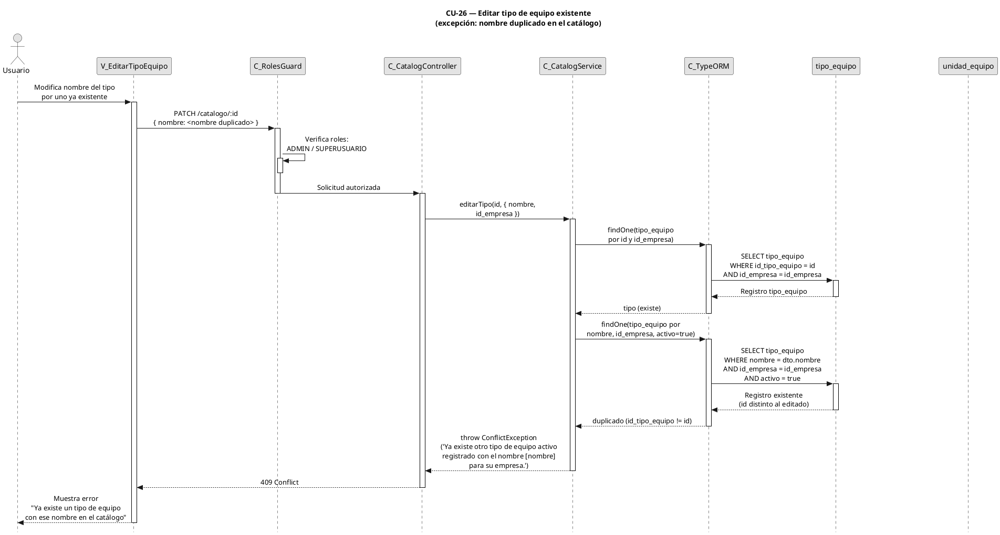 CU-26 — Editar tipo de equipo existente
(excepción: nombre duplicado en el catálogo)
Usuario
V_EditarTipoEquipo
C_RolesGuard
C_CatalogController
C_CatalogService
C_TypeORM
tipo_equipo
unidad_equipo
Modifica nombre del tipo
por uno ya existente
PATCH /catalogo/:id
{ nombre: <nombre duplicado> }
Verifica roles:
ADMIN / SUPERUSUARIO
Solicitud autorizada
editarTipo(id, { nombre,
id_empresa })
findOne(tipo_equipo
por id y id_empresa)
SELECT tipo_equipo
WHERE id_tipo_equipo = id
AND id_empresa = id_empresa
Registro tipo_equipo
tipo (existe)
findOne(tipo_equipo por
nombre, id_empresa, activo=true)
SELECT tipo_equipo
WHERE nombre = dto.nombre
AND id_empresa = id_empresa
AND activo = true
Registro existente
(id distinto al editado)
duplicado (id_tipo_equipo != id)
throw ConflictException
('Ya existe otro tipo de equipo activo
registrado con el nombre [nombre]
para su empresa.')
409 Conflict
Muestra error
"Ya existe un tipo de equipo
con ese nombre en el catálogo"